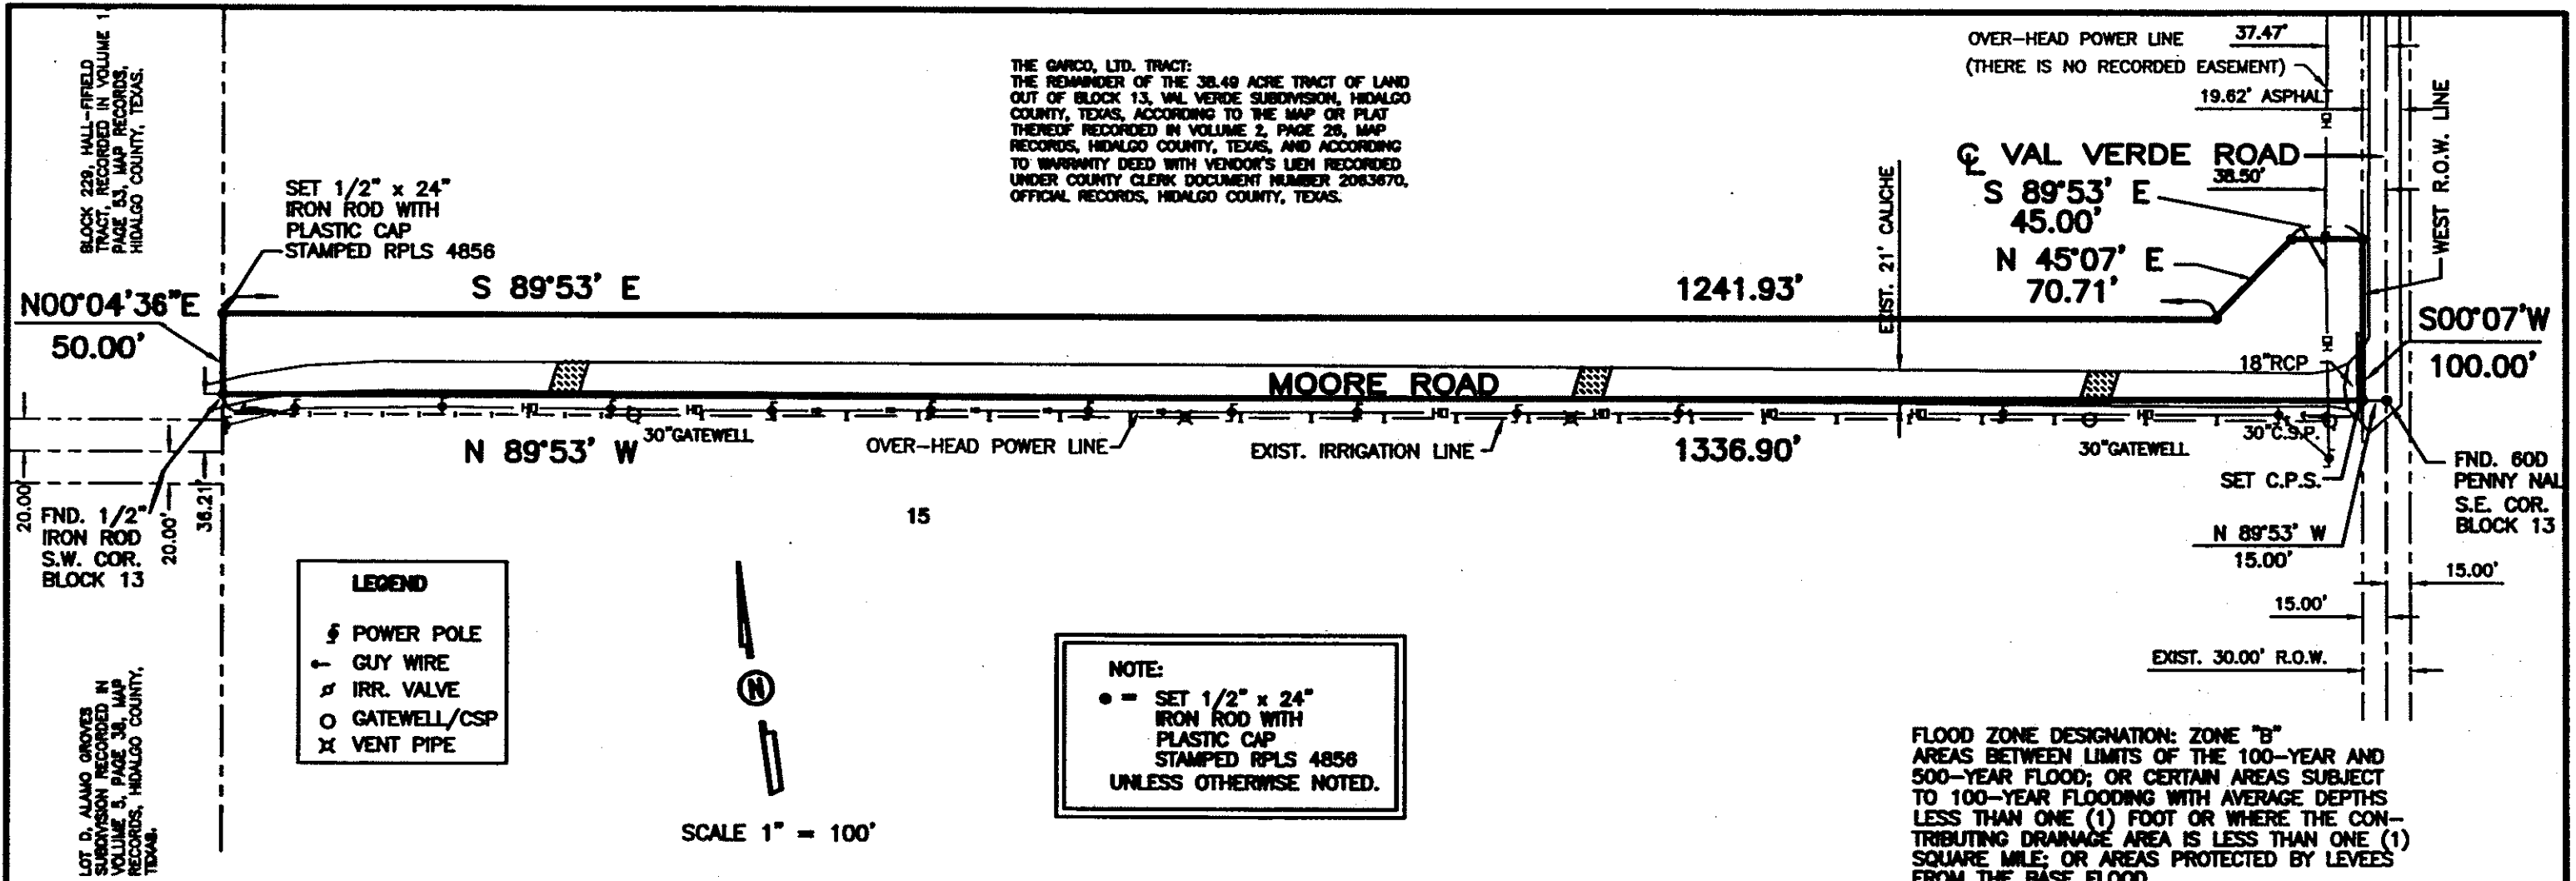 BLOCK 229, HALL-FIFIELD
TRACT, RECORDED IN VOLUME 1
PAGE 53, MAP RECORDS,
HIDALGO COUNTY, TEXAS.
SET 1/2" x 24"
IRON ROD WITH
PLASTIC CAP
STAMPED RPLS 4856
THE GARCO, LTD. TRACT:
THE REMAINDER OF THE 38.49 ACRE TRACT OF LAND
OUT OF BLOCK 13, VAL VERDE SUBDIVISION, HIDALGO
COUNTY, TEXAS, ACCORDING TO THE MAP OR PLAT
THEREOF RECORDED IN VOLUME 2, PAGE 26, MAP
RECORDS, HIDALGO COUNTY, TEXAS, AND ACCORDING
TO WARRANTY DEED WITH VENDOR'S LIEN RECORDED
UNDER COUNTY CLERK DOCUMENT NUMBER 2063670,
OFFICIAL RECORDS, HIDALGO COUNTY, TEXAS.
OVER-HEAD POWER LINE
37.47'
(THERE IS NO RECORDED EASEMENT)
19.62' ASPHALT
℄ VAL VERDE ROAD
38.50'
S 89°53' E
45.00'
N 45°07' E
70.71'
WEST R.O.W. LINE
EXIST. 21' CALICHE
N00°04'36"E
50.00'
S 89°53' E
1241.93'
S00°07'W
100.00'
18"RCP
MOORE ROAD
N 89°53' W
30"GATEWELL
OVER-HEAD POWER LINE
EXIST. IRRIGATION LINE
1336.90'
30"GATEWELL
30"C.S.P.
SET C.P.S.
FND. 60D
PENNY NAIL
S.E. COR.
BLOCK 13
N 89°53' W
15.00'
20.00'
20.00'
36.21'
FND. 1/2"
IRON ROD
S.W. COR.
BLOCK 13
15
15.00'
15.00'
EXIST. 30.00' R.O.W.
LEGEND
POWER POLE
GUY WIRE
IRR. VALVE
GATEWELL/CSP
VENT PIPE
N
SCALE 1" = 100'
NOTE:
● = SET 1/2" x 24"
IRON ROD WITH
PLASTIC CAP
STAMPED RPLS 4856
UNLESS OTHERWISE NOTED.
LOT D, ALAMO GROVES
SUBDIVISION RECORDED IN
VOLUME 5, PAGE 38, MAP
RECORDS, HIDALGO COUNTY,
TEXAS.
FLOOD ZONE DESIGNATION: ZONE "B"
AREAS BETWEEN LIMITS OF THE 100-YEAR AND
500-YEAR FLOOD; OR CERTAIN AREAS SUBJECT
TO 100-YEAR FLOODING WITH AVERAGE DEPTHS
LESS THAN ONE (1) FOOT OR WHERE THE CON-
TRIBUTING DRAINAGE AREA IS LESS THAN ONE (1)
SQUARE MILE; OR AREAS PROTECTED BY LEVEES
FROM THE BASE FLOOD